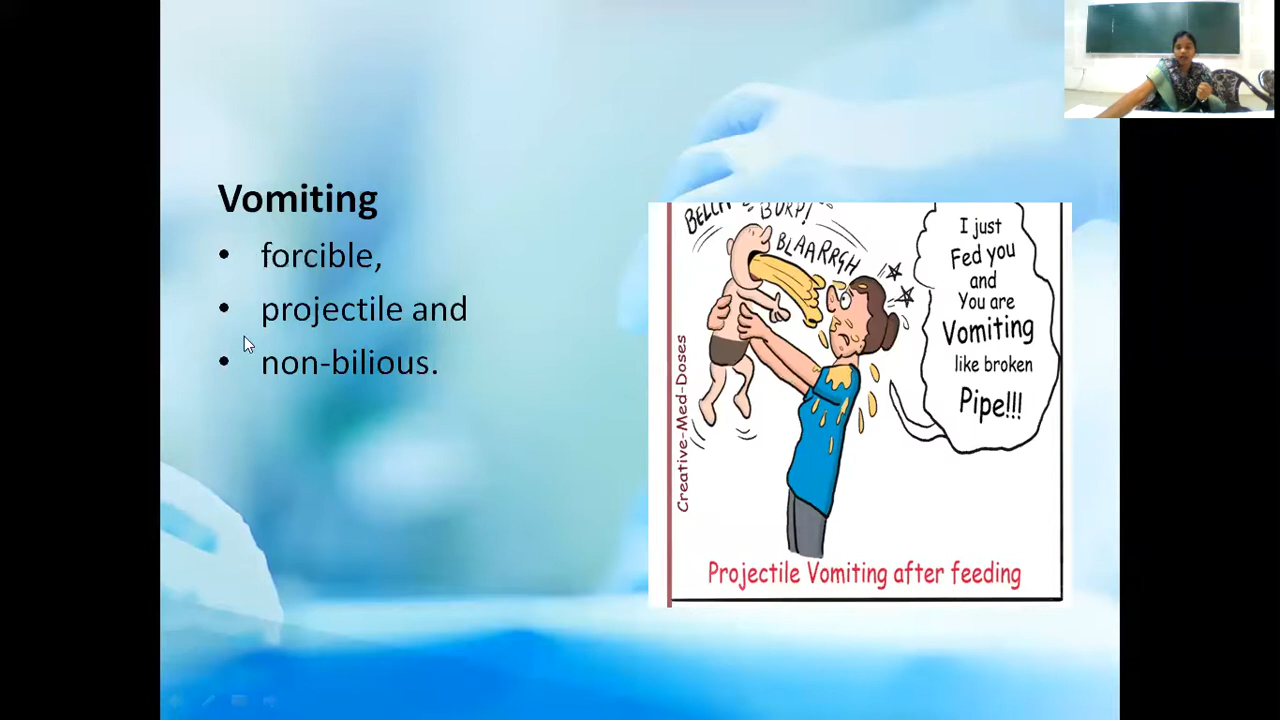 Vomiting
• forcible,
• projectile and
• non-bilious.
BURP!
BLAARRGH
I just
Fed you
and
You are
Vomiting
like broken
Pipe!!!
Creative-Med-Doses
Projectile Vomiting after feeding